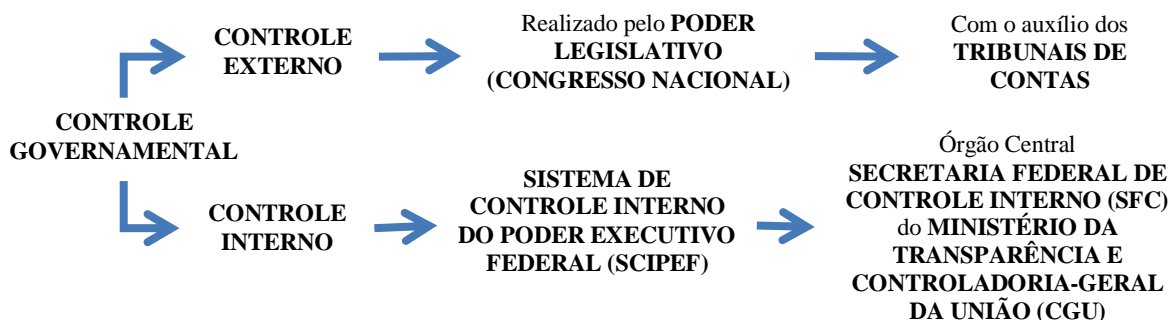 CONTROLE
GOVERNAMENTAL
CONTROLE
EXTERNO
Realizado pelo PODER
LEGISLATIVO
(CONGRESSO NACIONAL)
Com o auxílio dos
TRIBUNAIS DE
CONTAS
CONTROLE
INTERNO
SISTEMA DE
CONTROLE INTERNO
DO PODER EXECUTIVO
FEDERAL (SCIPEF)
Órgão Central
SECRETARIA FEDERAL DE
CONTROLE INTERNO (SFC)
do MINISTÉRIO DA
TRANSPARÊNCIA E
CONTROLADORIA-GERAL
DA UNIÃO (CGU)